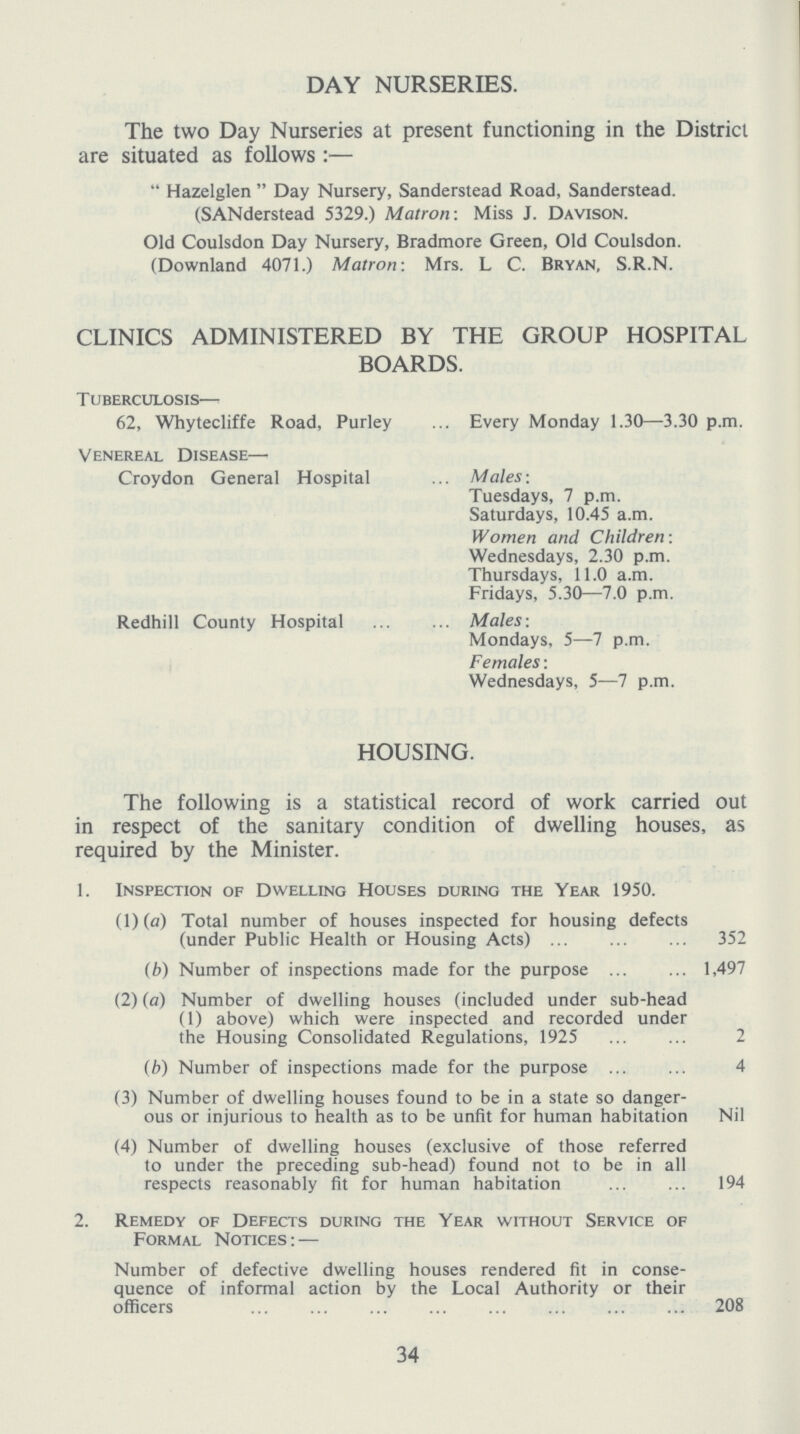 DAY NURSERIES.
The two Day Nurseries at present functioning in the District
are situated as follows :—
" Hazelglen " Day Nursery, Sanderstead Road, Sanderstead.
(SANderstead 5329.) Matron: Miss J. DAVISON.
Old Coulsdon Day Nursery, Bradmore Green, Old Coulsdon.
(Downland 4071.) Matron: Mrs. L C. BRYAN, S.R.N.
CLINICS ADMINISTERED BY THE GROUP HOSPITAL
BOARDS.
TUBERCULOSIS—
62, Whytecliffe Road, Purley ... Every Monday 1.30—3.30 p.m.
VENEREAL DISEASE—
Croydon General Hospital ... Males:
Tuesdays, 7 p.m.
Saturdays, 10.45 a.m.
Women and Children:
Wednesdays, 2.30 p.m.
Thursdays, 11.0 a.m.
Fridays, 5.30—7.0 p.m.
Redhill County Hospital ... ... Males:
Mondays, 5—7 p.m.
Females:
Wednesdays, 5—7 p.m.
HOUSING.
The following is a statistical record of work carried out
in respect of the sanitary condition of dwelling houses, as
required by the Minister.
1. INSPECTION OF DWELLING HOUSES DURING THE YEAR 1950.
(1) (a) Total number of houses inspected for housing defects
(under Public Health or Housing Acts) ... ... ... 352
(b) Number of inspections made for the purpose ... ... 1,497
(2) (a) Number of dwelling houses (included under sub-head
(1) above) which were inspected and recorded under
the Housing Consolidated Regulations, 1925 ... ... 2
(b) Number of inspections made for the purpose ... ... 4
(3) Number of dwelling houses found to be in a state so danger-
ous or injurious to health as to be unfit for human habitation Nil
(4) Number of dwelling houses (exclusive of those referred
to under the preceding sub-head) found not to be in all
respects reasonably fit for human habitation ... ... 194
2. REMEDY OF DEFECTS DURING THE YEAR WITHOUT SERVICE OF
FORMAL NOTICES:—
Number of defective dwelling houses rendered fit in conse-
quence of informal action by the Local Authority or their
officers ... ... ... ... ... ... ... ... 208
34